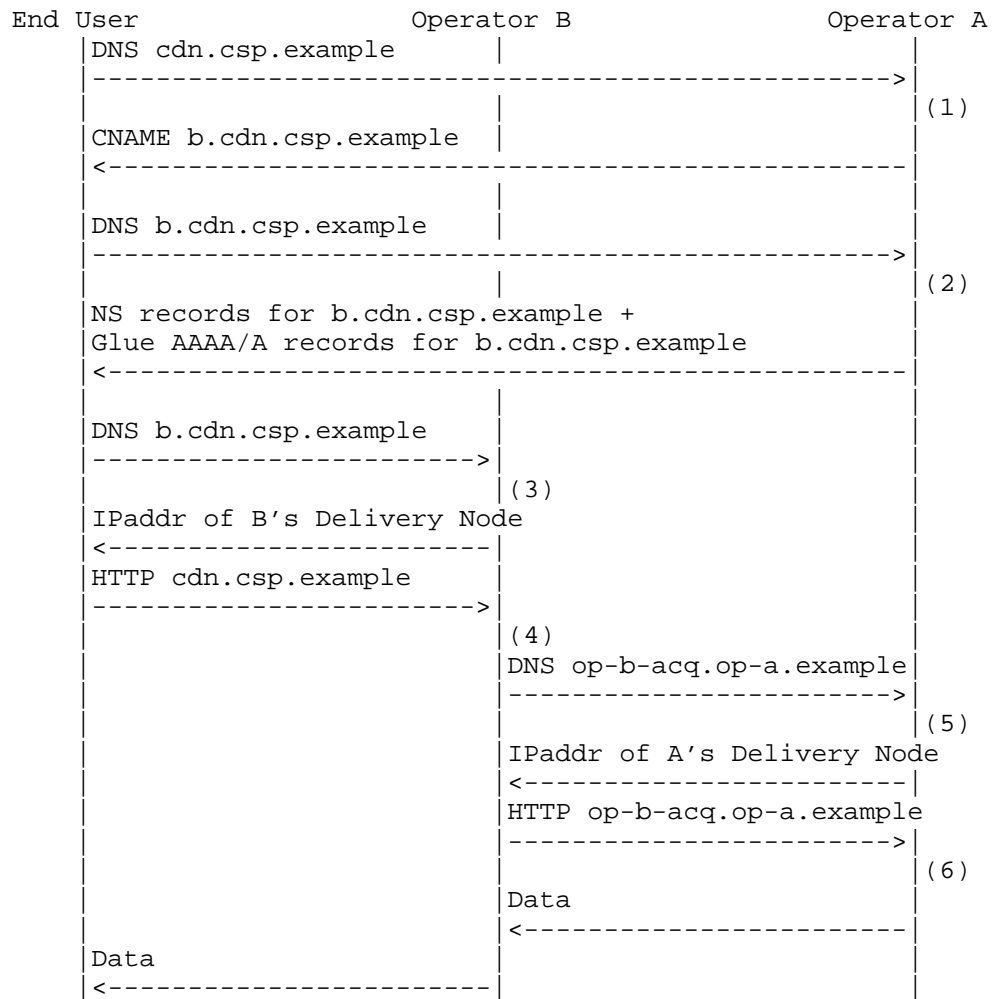 End User Operator B Operator A
DNS cdn.csp.example
(1)
CNAME b.cdn.csp.example
DNS b.cdn.csp.example
(2)
NS records for b.cdn.csp.example +
Glue AAAA/A records for b.cdn.csp.example
DNS b.cdn.csp.example
(3)
IPaddr of B's Delivery Node
HTTP cdn.csp.example
(4)
DNS op-b-acq.op-a.example
(5)
IPaddr of A's Delivery Node
HTTP op-b-acq.op-a.example
(6)
Data
Data